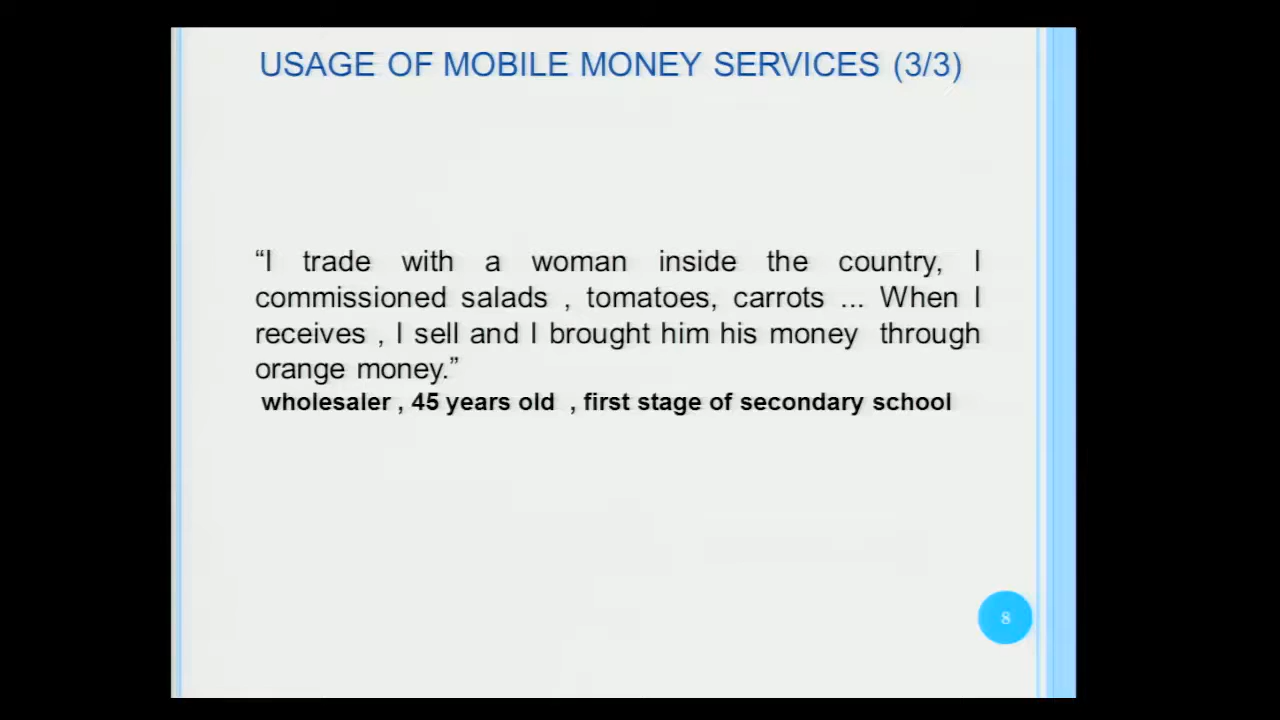 USAGE OF MOBILE MONEY SERVICES (3/3)
“I trade with a woman inside the country, I
commissioned salads , tomatoes, carrots ... When I
receives , I sell and I brought him his money through
orange money.”
wholesaler , 45 years old , first stage of secondary school
8